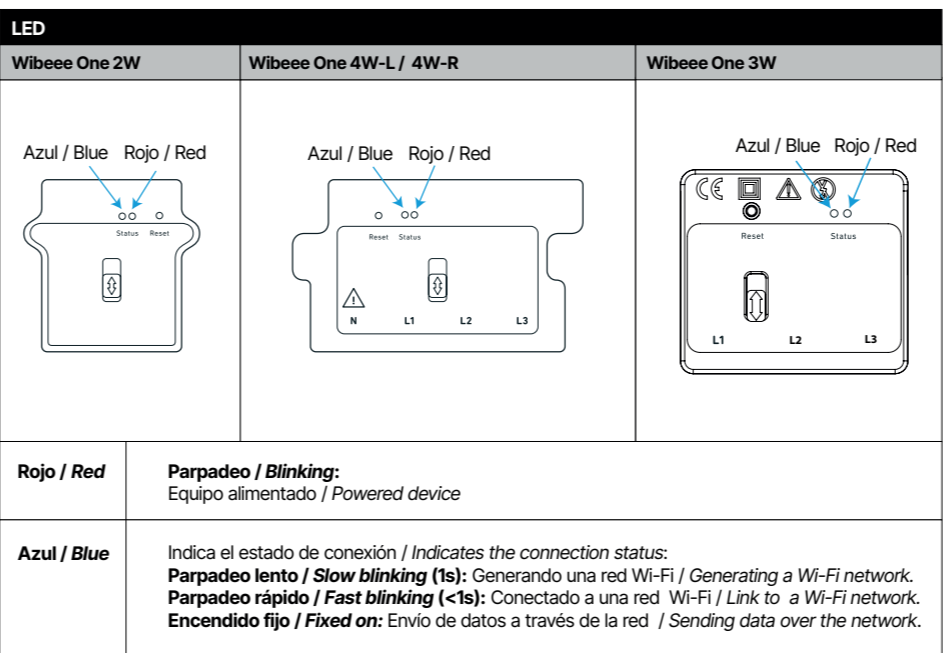 LED
Wibeee One 2W
Wibeee One 4W-L / 4W-R
Wibeee One 3W
Azul / Blue Rojo / Red
Status Reset
Azul / Blue Rojo / Red
Reset Status
N L1 L2 L3
Azul / Blue Rojo / Red
CE
Reset Status
L1 L2 L3
Rojo / Red
Parpadeo / Blinking:
Equipo alimentado / Powered device
Azul / Blue
Indica el estado de conexión / Indicates the connection status:
Parpadeo lento / Slow blinking (1s): Generando una red Wi-Fi / Generating a Wi-Fi network.
Parpadeo rápido / Fast blinking (<1s): Conectado a una red Wi-Fi / Link to a Wi-Fi network.
Encendido fijo / Fixed on: Envío de datos a través de la red / Sending data over the network.